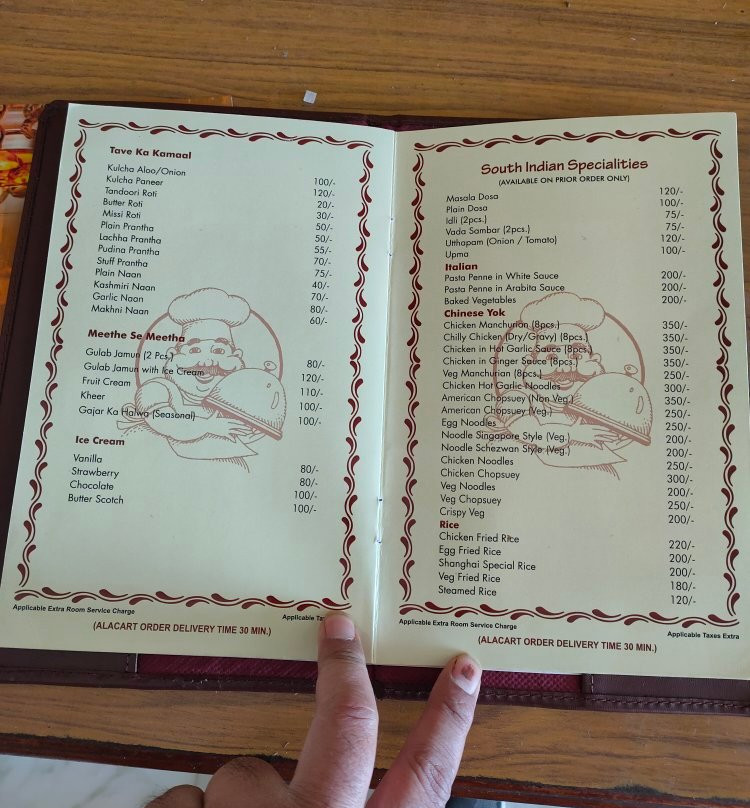 Tave Ka Kamaal
Kulcha Aloo/Onion 100/-
Kulcha Paneer 120/-
Tandoori Roti 20/-
Butter Roti 30/-
Missi Roti 50/-
Plain Prantha 50/-
Lachha Prantha 55/-
Pudina Prantha 70/-
Stuff Prantha 75/-
Plain Naan 40/-
Kashmiri Naan 70/-
Garlic Naan 80/-
Makhni Naan 60/-
Meethe Se Meetha
Gulab Jamun (2 Pcs.) 80/-
Gulab Jamun with Ice Cream 120/-
Fruit Cream 110/-
Kheer 100/-
Gajar Ka Halwa (Seasonal) 100/-
Ice Cream
Vanilla 80/-
Strawberry 80/-
Chocolate 100/-
Butter Scotch 100/-
Applicable Extra Room Service Charge Applicable
(ALACART ORDER DELIVERY TIME 30 MIN.)
South Indian Specialities
(AVAILABLE ON PRIOR ORDER ONLY)
Masala Dosa 120/-
Plain Dosa 100/-
Idli (2pcs.) 75/-
Vada Sambar (2pcs.) 75/-
Utthapam (Onion / Tomato) 120/-
Upma 100/-
Italian
Pasta Penne in White Sauce 200/-
Pasta Penne in Arabita Sauce 200/-
Baked Vegetables 200/-
Chinese Yok
Chicken Manchurian (8pcs.) 350/-
Chilly Chicken (Dry/Gravy) (8pcs.) 350/-
Chicken in Hot Garlic Sauce (8pcs.) 350/-
Chicken in Ginger Sauce (8pcs.) 350/-
Veg Manchurian (8pcs.) 250/-
Chicken Hot Garlic Noodles 300/-
American Chopsuey (Non Veg.) 350/-
American Chopsuey (Veg.) 250/-
Egg Noodles 250/-
Noodle Singapore Style (Veg.) 200/-
Noodle Schezwan Style (Veg.) 200/-
Chicken Noodles 250/-
Chicken Chopsuey 300/-
Veg Noodles 200/-
Veg Chopsuey 250/-
Crispy Veg 200/-
Rice
Chicken Fried Rice 220/-
Egg Fried Rice 200/-
Shanghai Special Rice 200/-
Veg Fried Rice 180/-
Steamed Rice 120/-
Applicable Extra Room Service Charge Applicable Taxes Extra
(ALACART ORDER DELIVERY TIME 30 MIN.)